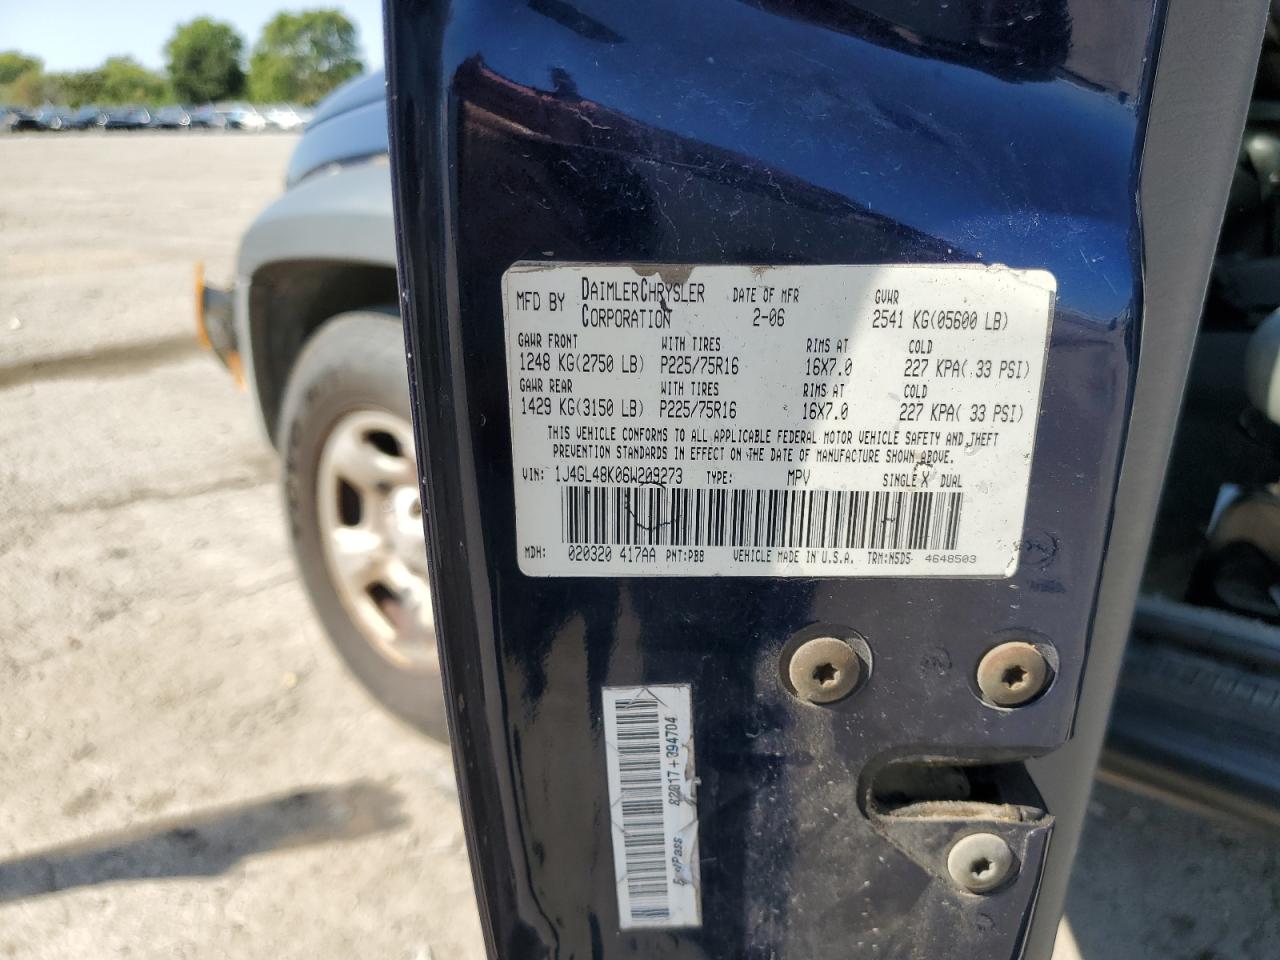 MFD BY DAIMLERCHRYSLER CORPORATION DATE OF MFR 2-06 GVWR 2541 KG(05600 LB)
GAWR FRONT WITH TIRES RIMS AT COLD
1248 KG(2750 LB) P225/75R16 16X7.0 227 KPA( 33 PSI)
GAWR REAR WITH TIRES RIMS AT COLD
1429 KG(3150 LB) P225/75R16 16X7.0 227 KPA( 33 PSI)
THIS VEHICLE CONFORMS TO ALL APPLICABLE FEDERAL MOTOR VEHICLE SAFETY AND THEFT
PREVENTION STANDARDS IN EFFECT ON THE DATE OF MANUFACTURE SHOWN ABOVE.
VIN: 1J4GL48K06W209273 TYPE: MPV SINGLE X DUAL
MDH: 020320 417AA PNT:PBB VEHICLE MADE IN U.S.A. TRM:N5D5 4648503
82017+394704